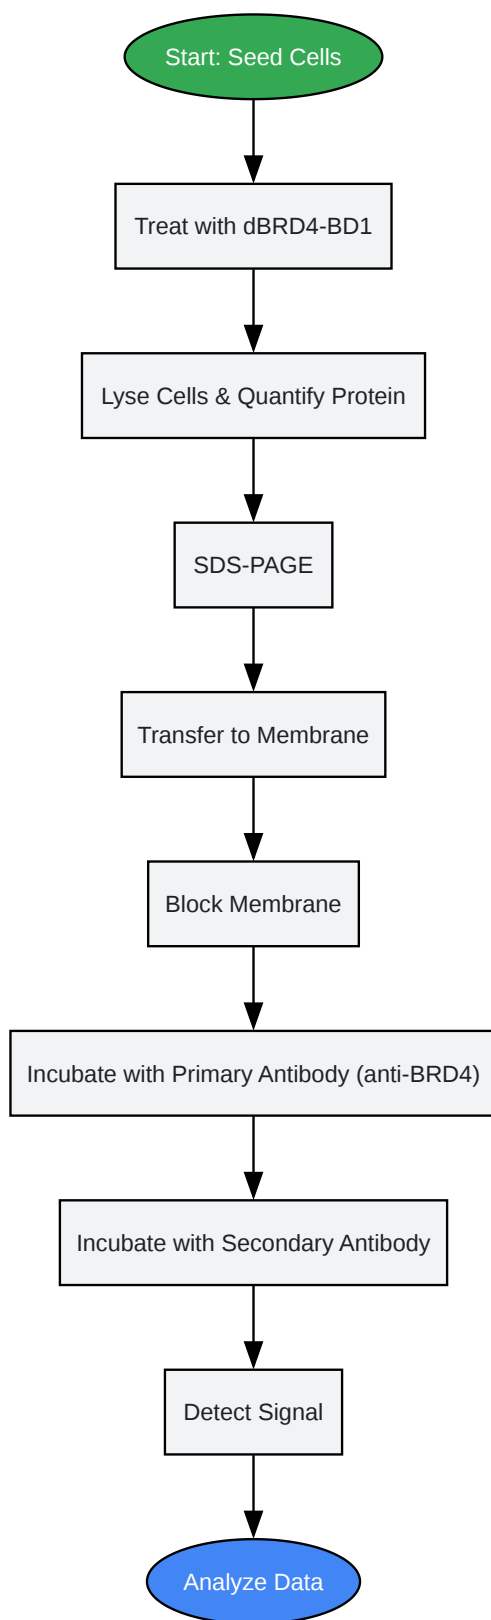 Start: Seed Cells
Treat with dBRD4-BD1
Lyse Cells & Quantify Protein
SDS-PAGE
Transfer to Membrane
Block Membrane
Incubate with Primary Antibody (anti-BRD4)
Incubate with Secondary Antibody
Detect Signal
Analyze Data